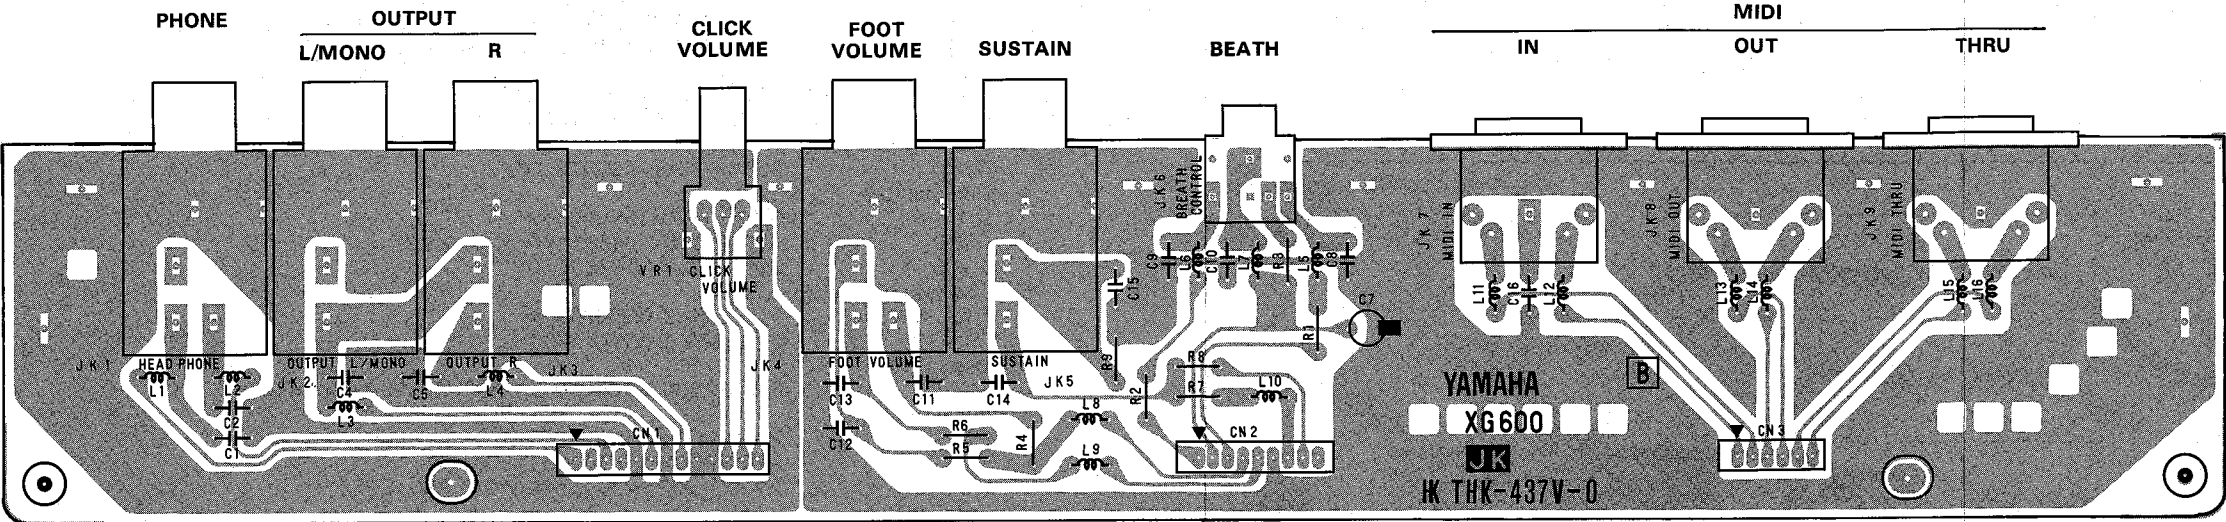 PHONE
OUTPUT
L/MONO
R
CLICK
VOLUME
FOOT
VOLUME
SUSTAIN
BEATH
MIDI
IN
OUT
THRU
JK6
BREATH
CONTROL
JK7
MIDI IN
JK8
MIDI OUT
JK9
MIDI THRU
VR1 CLICK
VOLUME
C15
C9
L6
C10
L7
R3
L5
C8
C7
L11
C16
L12
L13
L14
L15
L16
JK1
HEAD PHONE
OUTPUT L/MONO
OUTPUT R
JK2
JK3
JK4
FOOT VOLUME
SUSTAIN
JK5
L1
L2
C2
C1
C4
L3
C5
L4
CN1
C13
C12
C11
C14
R6
R5
R4
L8
L9
R9
R2
R8
R7
L10
CN2
B
YAMAHA
XG600
JK
THK-437V-0
CN3